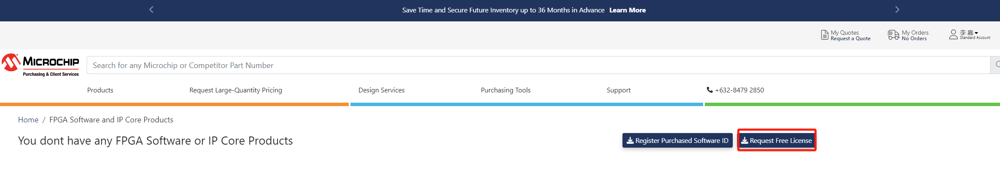 Save Time and Secure Future Inventory up to 36 Months in Advance Learn More
My Quotes
Request a Quote
My Orders
No Orders
李 嘉
Standard Account
MICROCHIP
Purchasing & Client Services
Search for any Microchip or Competitor Part Number
Products Request Large-Quantity Pricing Design Services Purchasing Tools Support +632-8479 2850
Home / FPGA Software and IP Core Products
You dont have any FPGA Software or IP Core Products
Register Purchased Software ID
Request Free License